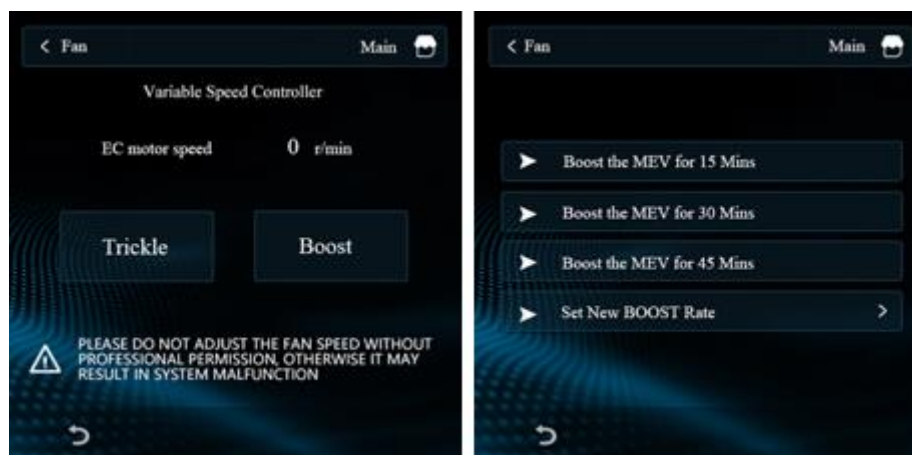 Fan Main
Variable Speed Controller
EC motor speed 0 r/min
Trickle Boost
PLEASE DO NOT ADJUST THE FAN SPEED WITHOUT
PROFESSIONAL PERMISSION, OTHERWISE IT MAY
RESULT IN SYSTEM MALFUNCTION
Fan Main
Boost the MEV for 15 Mins
Boost the MEV for 30 Mins
Boost the MEV for 45 Mins
Set New BOOST Rate